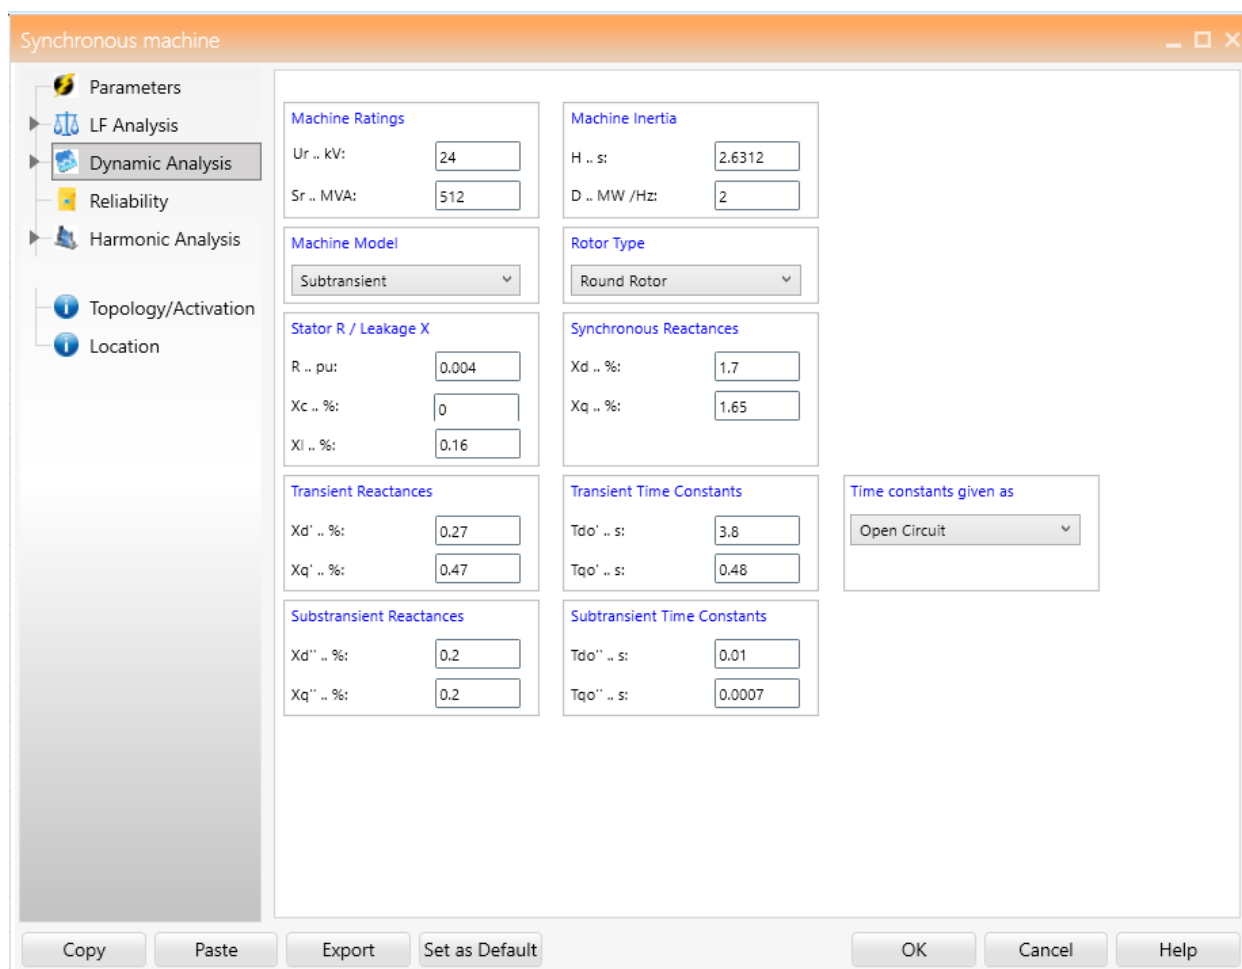 Synchronous machine
Parameters
LF Analysis
Dynamic Analysis
Reliability
Harmonic Analysis
Topology/Activation
Location
Machine Ratings
Ur .. kV: 24
Sr .. MVA: 512
Machine Inertia
H .. s: 2.6312
D .. MW /Hz: 2
Machine Model
Subtransient
Rotor Type
Round Rotor
Stator R / Leakage X
R .. pu: 0.004
Xc .. %: 0
Xl .. %: 0.16
Synchronous Reactances
Xd .. %: 1.7
Xq .. %: 1.65
Transient Reactances
Xd' .. %: 0.27
Xq' .. %: 0.47
Transient Time Constants
Tdo' .. s: 3.8
Tqo' .. s: 0.48
Time constants given as
Open Circuit
Substransient Reactances
Xd'' .. %: 0.2
Xq'' .. %: 0.2
Subtransient Time Constants
Tdo'' .. s: 0.01
Tqo'' .. s: 0.0007
Copy Paste Export Set as Default OK Cancel Help